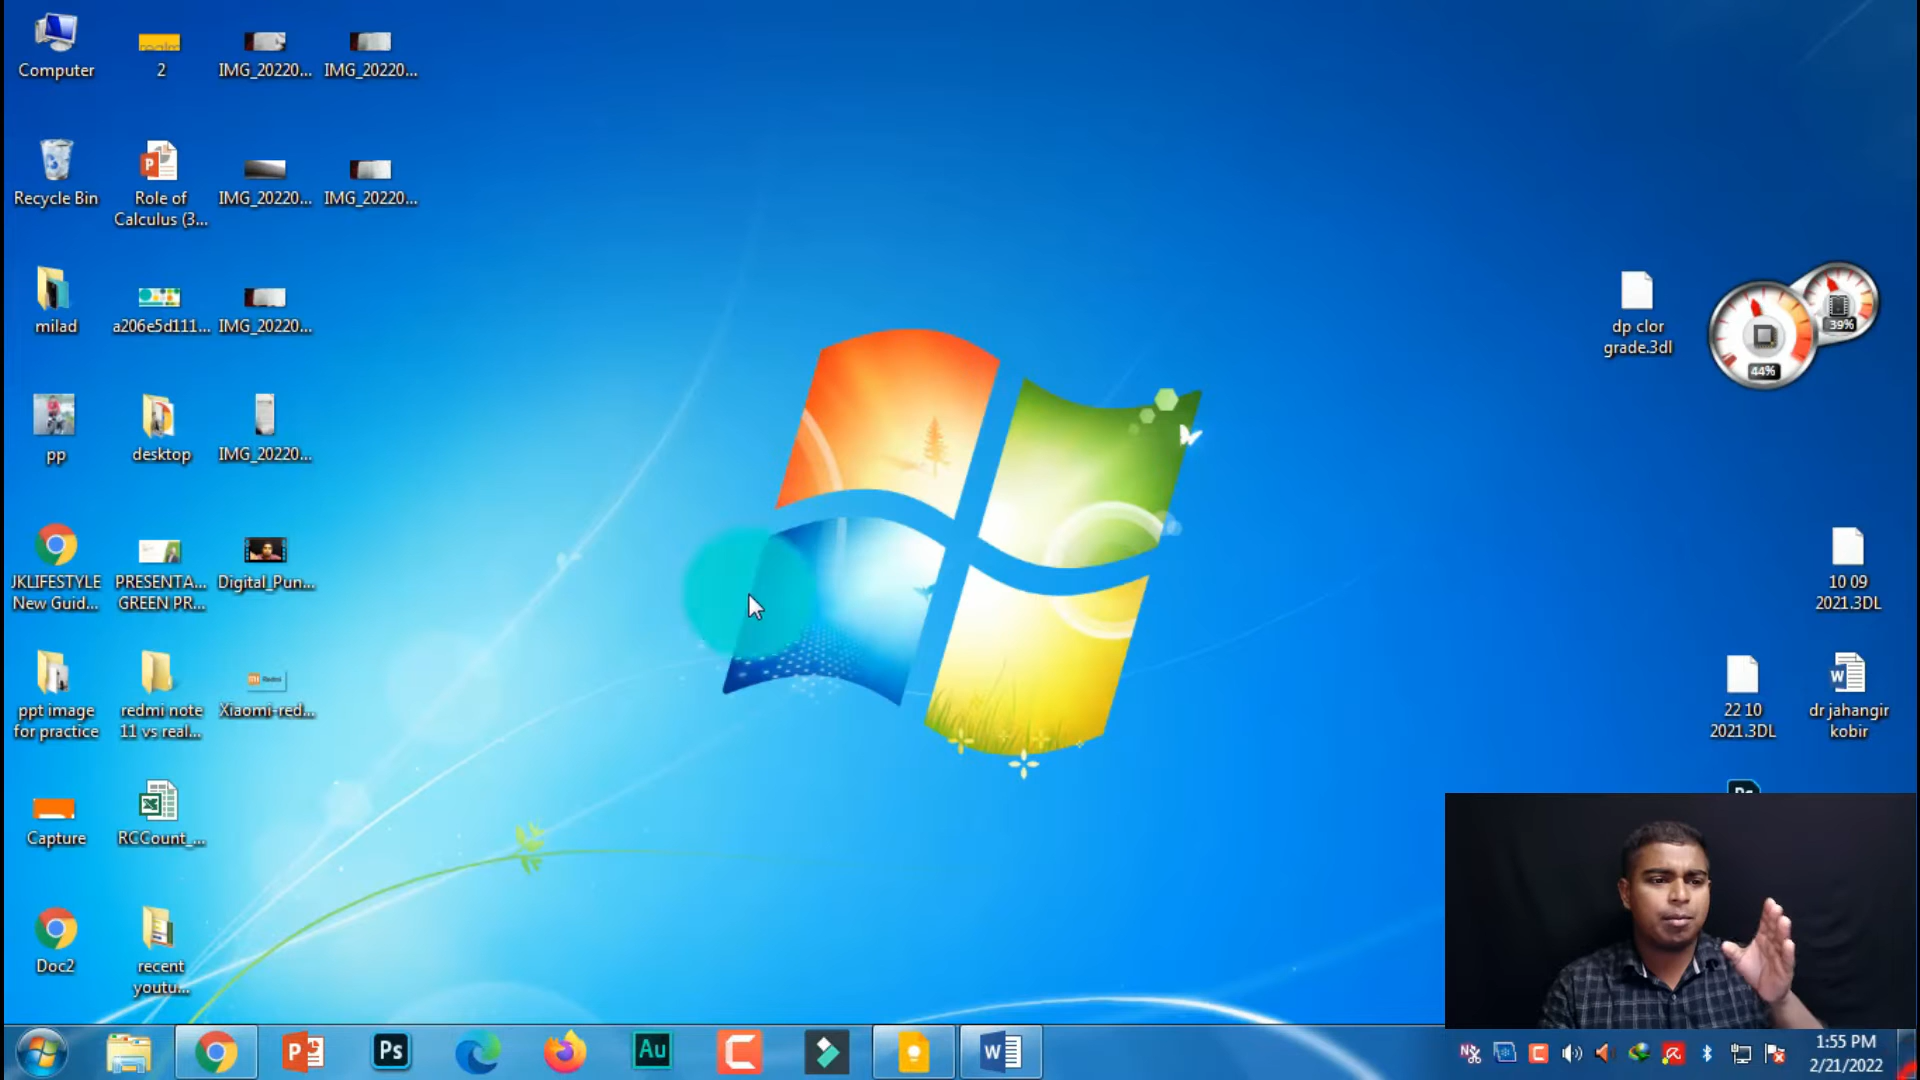 Computer
2
IMG_20220...
IMG_20220...
Recycle Bin
Role of
Calculus (3...
IMG_20220...
IMG_20220...
milad
a206e5d111...
IMG_20220...
pp
desktop
IMG_20220...
JKLIFESTYLE
New Guid...
PRESENTA...
GREEN PR...
Digital_Pun...
ppt image
for practice
redmi note
11 vs real...
Xiaomi-red...
Capture
RCCount_...
Doc2
recent
youtu...
dp clor
grade.3dl
39%
44%
10 09
2021.3DL
22 10
2021.3DL
dr jahangir
kobir
Ps
Au
1:55 PM
2/21/2022